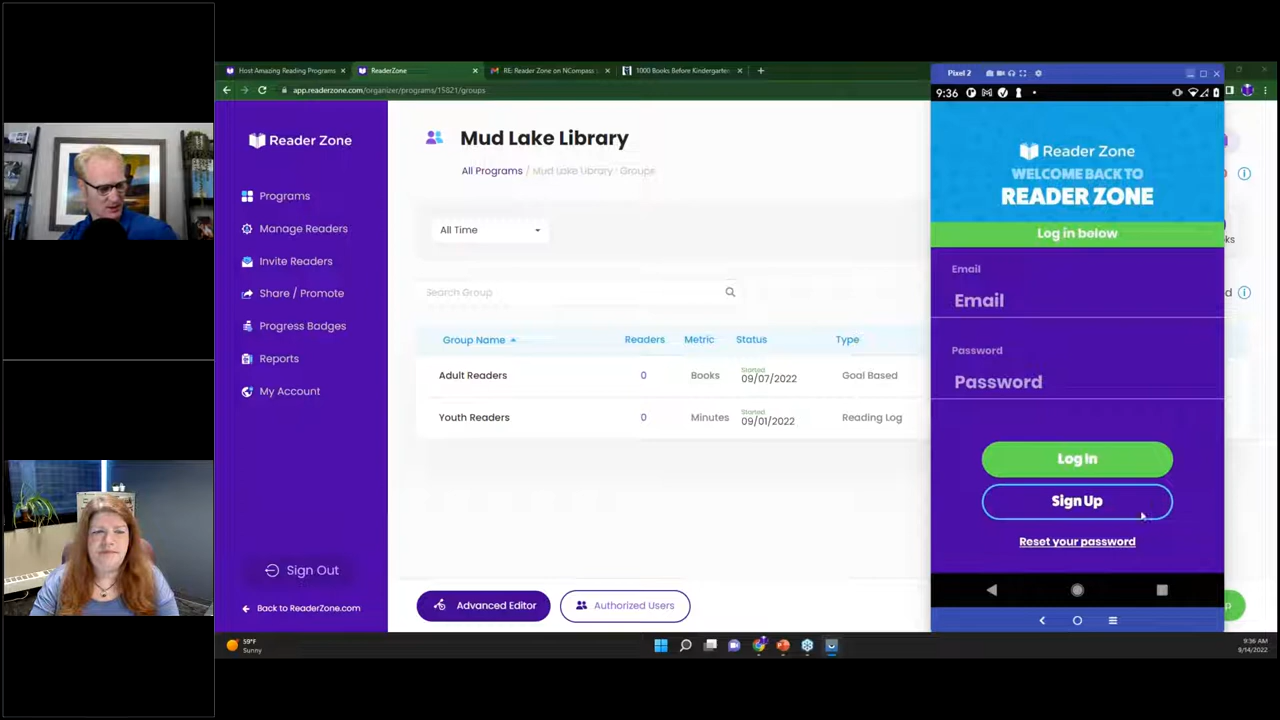 Host Amazing Reading Programs
ReaderZone
RE: Reader Zone on NCompass
1000 Books Before Kindergarte
app.readerzone.com/organizer/programs/15821/groups
Reader Zone
Programs
Manage Readers
Invite Readers
Share / Promote
Progress Badges
Reports
My Account
Sign Out
Back to ReaderZone.com
Mud Lake Library
All Programs / Mud Lake Library - Groups
All Time
Search Group
Group Name Readers Metric Status Type
Adult Readers 0 Books Started 09/07/2022 Goal Based
Youth Readers 0 Minutes Started 09/01/2022 Reading Log
Advanced Editor
Authorized Users
Pixel 2
9:36
Reader Zone
WELCOME BACK TO
READER ZONE
Log in below
Email
Email
Password
Password
Log In
Sign Up
Reset your password
59°F
Sunny
9:36 AM
9/14/2022